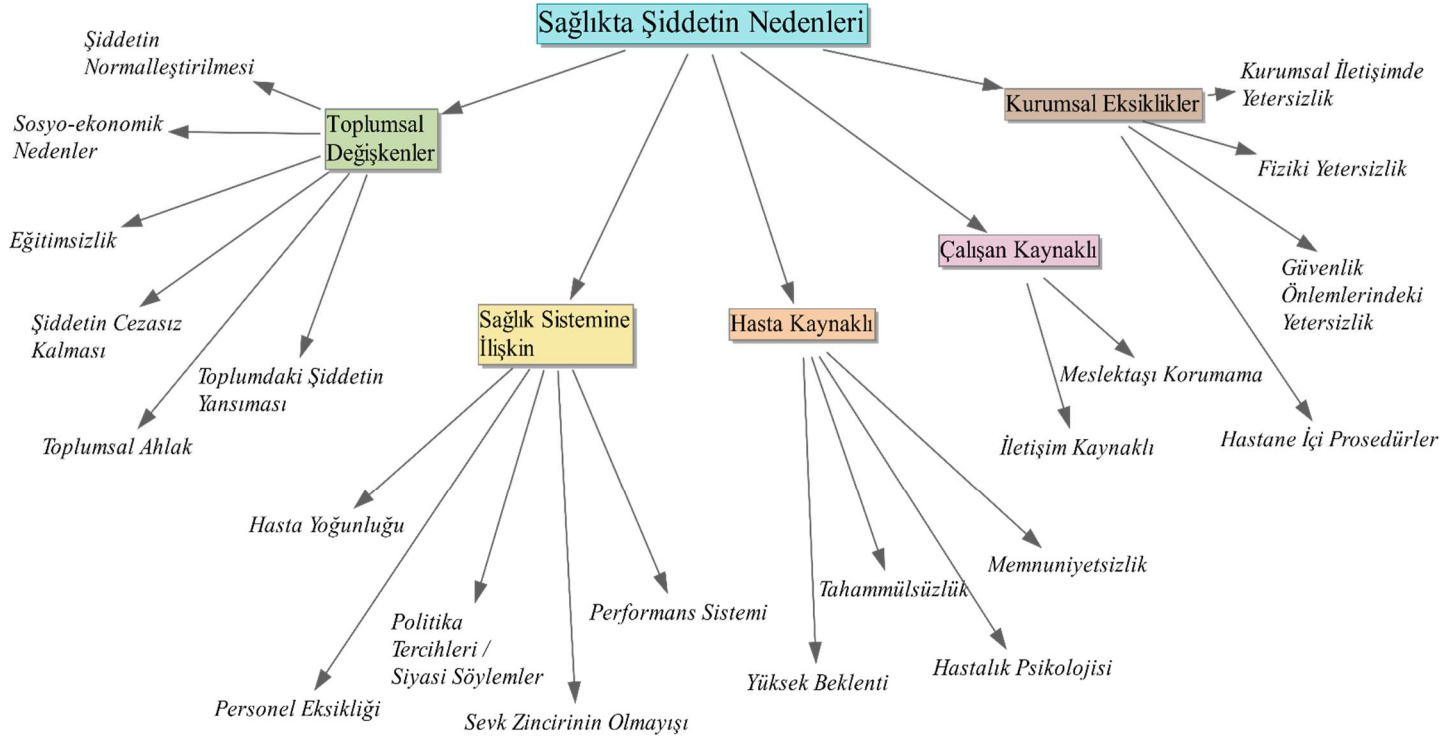 Sağlıkta Şiddetin Nedenleri
Toplumsal
Değişkenler
Şiddetin
Normalleştirilmesi
Sosyo-ekonomik
Nedenler
Eğitimsizlik
Şiddetin Cezasız
Kalması
Toplumsal Ahlak
Toplumdaki Şiddetin
Yansıması
Sağlık Sistemine
İlişkin
Hasta Yoğunluğu
Personel Eksikliği
Politika
Tercihleri /
Siyasi Söylemler
Sevk Zincirinin Olmayışı
Performans Sistemi
Hasta Kaynaklı
Yüksek Beklenti
Tahammülsüzlük
Hastalık Psikolojisi
Memnuniyetsizlik
Çalışan Kaynaklı
İletişim Kaynaklı
Meslektaşı Korumama
Kurumsal Eksiklikler
Kurumsal İletişimde
Yetersizlik
Fiziki Yetersizlik
Güvenlik
Önlemlerindeki
Yetersizlik
Hastane İçi Prosedürler